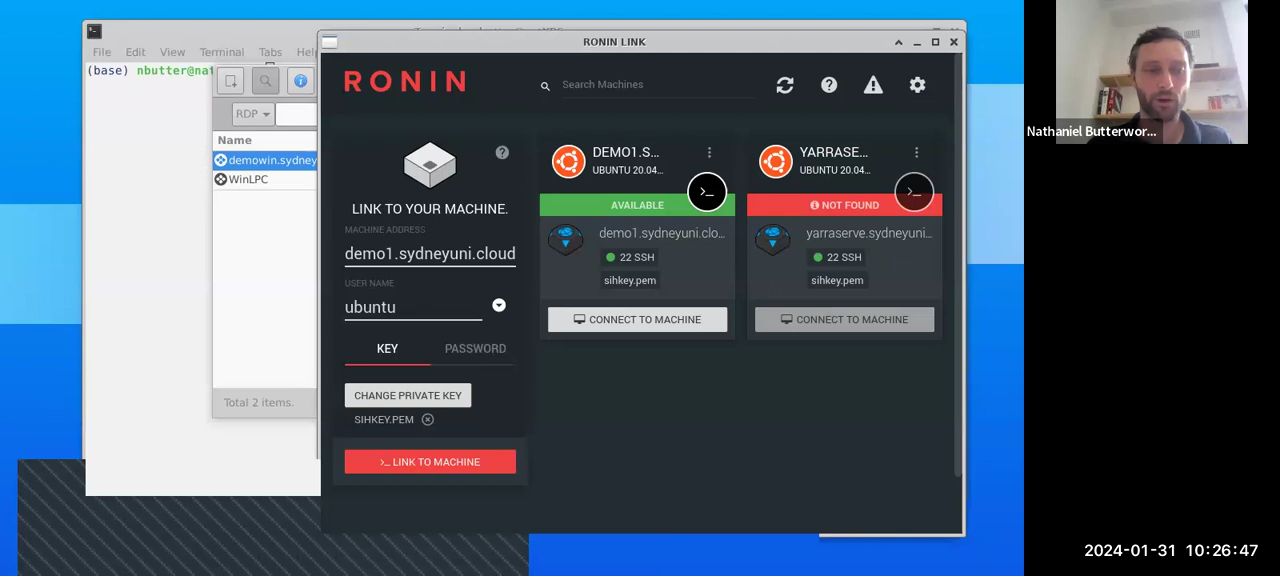 RONIN LINK
File Edit View Terminal Tabs
(base) nbutter@nat
RDP
Name
demowin.sydney
WinLPC
Total 2 items.
RONIN
Search Machines
LINK TO YOUR MACHINE.
MACHINE ADDRESS
demo1.sydneyuni.cloud
USER NAME
ubuntu
KEY PASSWORD
CHANGE PRIVATE KEY
SIHKEY.PEM
>_ LINK TO MACHINE
DEMO1.S...
UBUNTU 20.04...
AVAILABLE
demo1.sydneyuni.clo...
22 SSH
sihkey.pem
CONNECT TO MACHINE
YARRASE...
UBUNTU 20.04...
NOT FOUND
yarraserve.sydneyuni...
22 SSH
sihkey.pem
CONNECT TO MACHINE
Nathaniel Butterwor...
2024-01-31 10:26:47